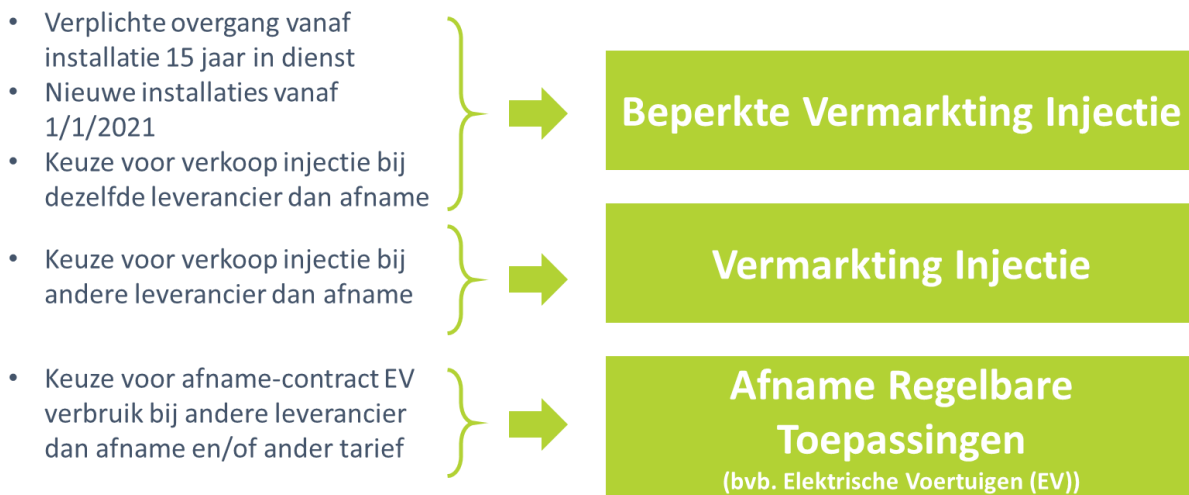 • Verplichte overgang vanaf
installatie 15 jaar in dienst
• Nieuwe installaties vanaf
1/1/2021
• Keuze voor verkoop injectie bij
dezelfde leverancier dan afname
Beperkte Vermarkting Injectie
• Keuze voor verkoop injectie bij
andere leverancier dan afname
Vermarkting Injectie
• Keuze voor afname-contract EV
verbruik bij andere leverancier
dan afname en/of ander tarief
Afname Regelbare
Toepassingen
(bvb. Elektrische Voertuigen (EV))